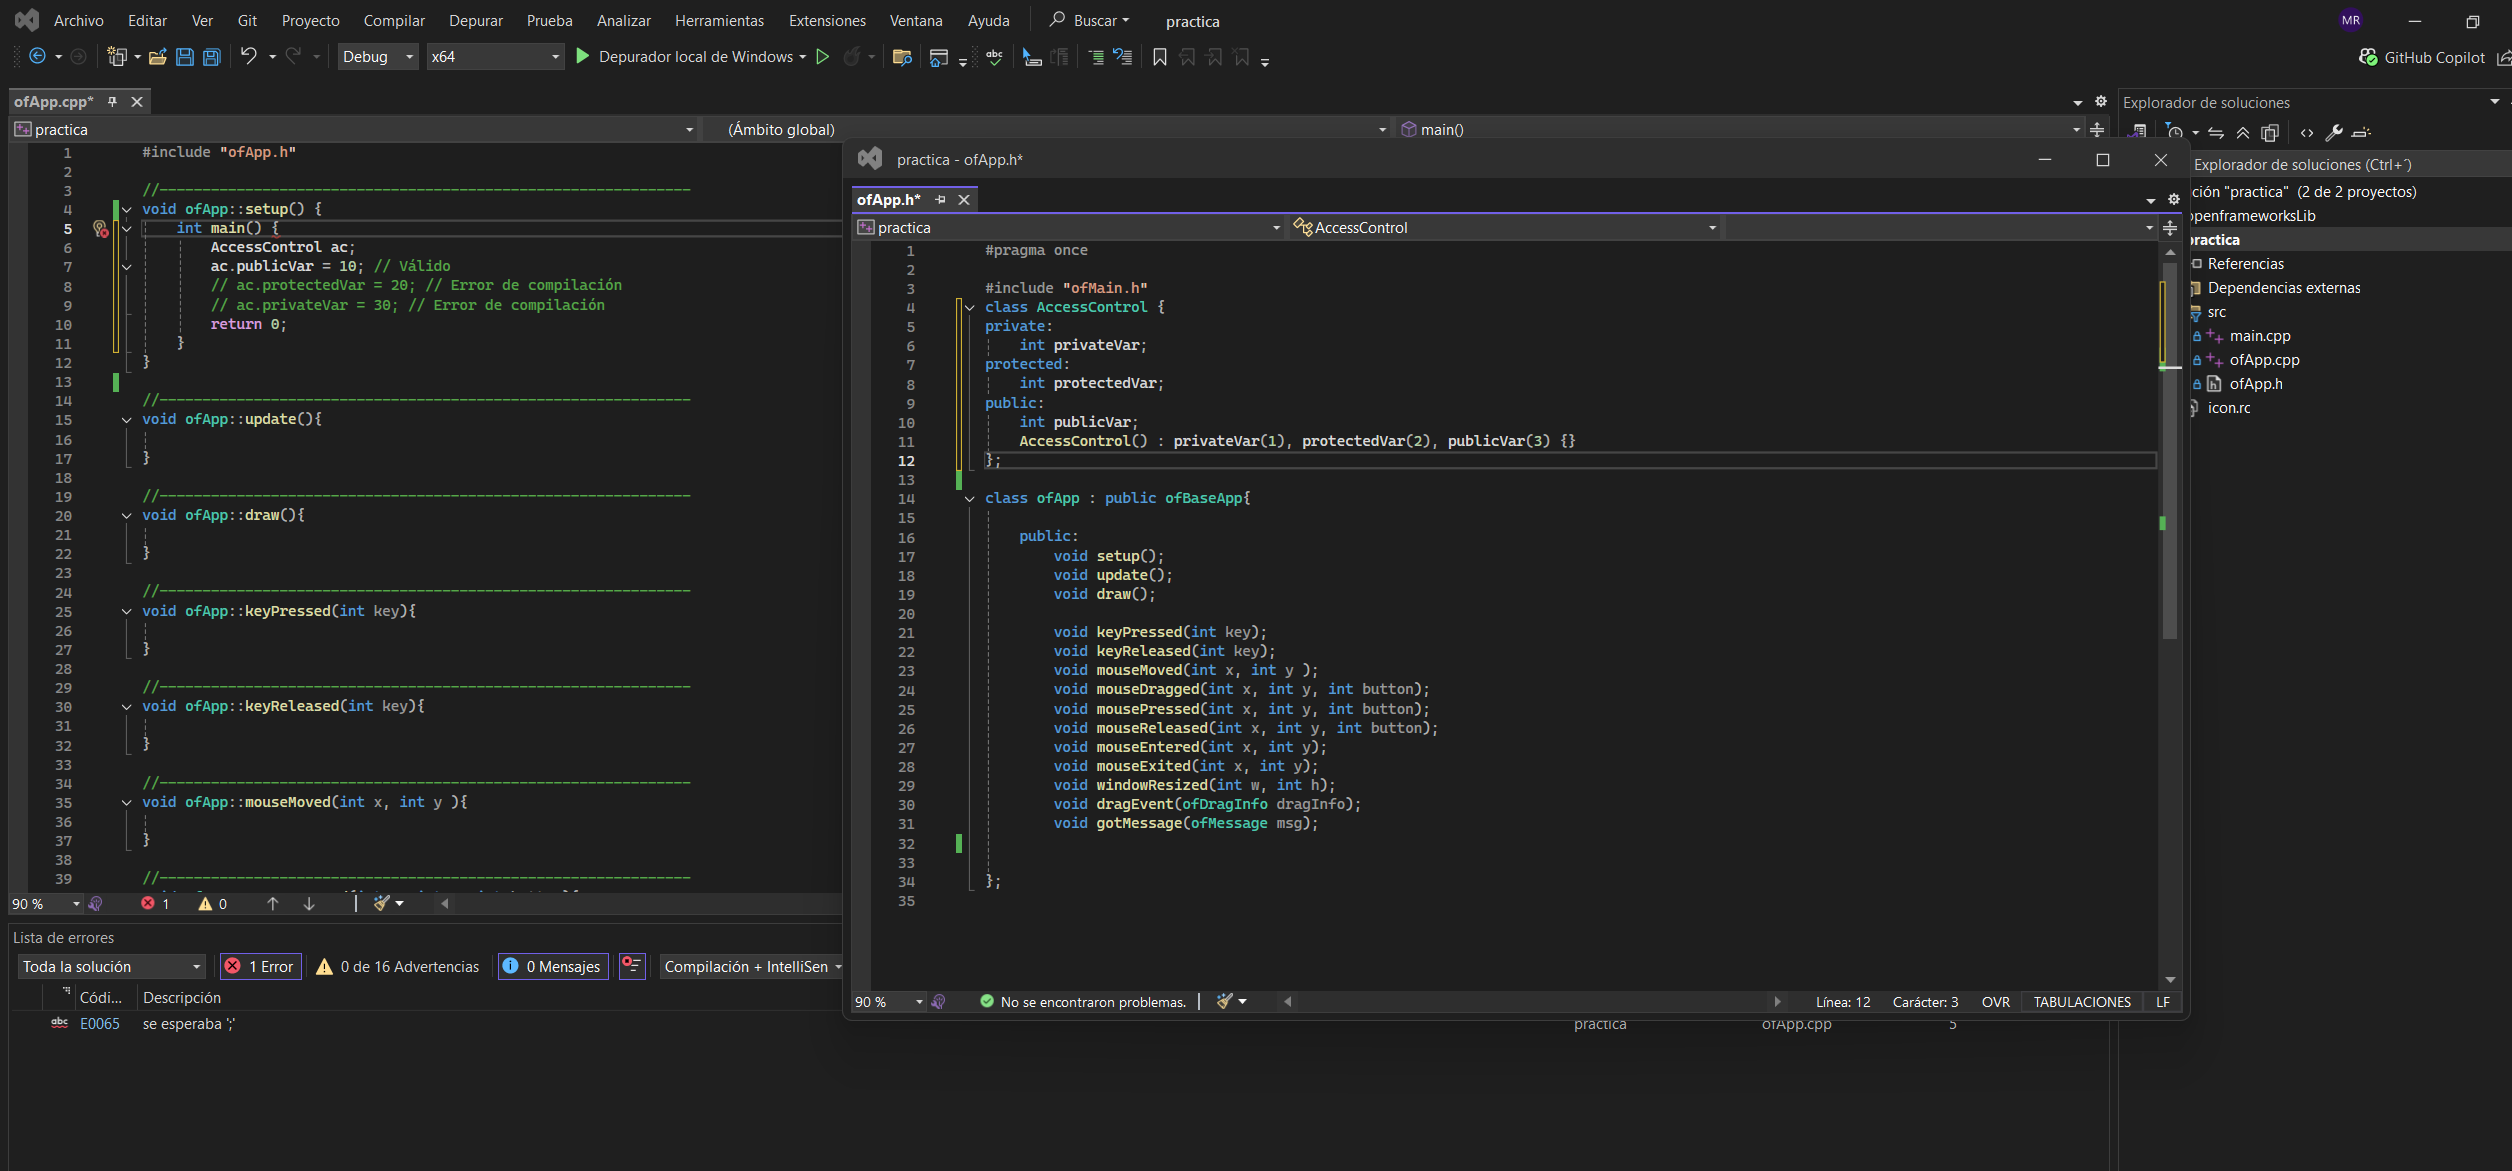 Archivo Editar Ver Git Proyecto Compilar Depurar Prueba Analizar Herramientas Extensiones Ventana Ayuda Buscar practica MR
Debug x64 Depurador local de Windows abc GitHub Copilot
ofApp.cpp*
practica (Ámbito global) main()
1 #include "ofApp.h"
2
3 //--------------------------------------------------------------
4 void ofApp::setup() {
5 int main() {
6 AccessControl ac;
7 ac.publicVar = 10; // Válido
8 // ac.protectedVar = 20; // Error de compilación
9 // ac.privateVar = 30; // Error de compilación
10 return 0;
11 }
12 }
13
14 //--------------------------------------------------------------
15 void ofApp::update(){
16
17 }
18
19 //--------------------------------------------------------------
20 void ofApp::draw(){
21
22 }
23
24 //--------------------------------------------------------------
25 void ofApp::keyPressed(int key){
26
27 }
28
29 //--------------------------------------------------------------
30 void ofApp::keyReleased(int key){
31
32 }
33
34 //--------------------------------------------------------------
35 void ofApp::mouseMoved(int x, int y ){
36
37 }
38
39 //--------------------------------------------------------------
90 % 1 0
practica - ofApp.h*
ofApp.h*
practica AccessControl
1 #pragma once
2
3 #include "ofMain.h"
4 class AccessControl {
5 private:
6 int privateVar;
7 protected:
8 int protectedVar;
9 public:
10 int publicVar;
11 AccessControl() : privateVar(1), protectedVar(2), publicVar(3) {}
12 };
13
14 class ofApp : public ofBaseApp{
15
16 public:
17 void setup();
18 void update();
19 void draw();
20
21 void keyPressed(int key);
22 void keyReleased(int key);
23 void mouseMoved(int x, int y );
24 void mouseDragged(int x, int y, int button);
25 void mousePressed(int x, int y, int button);
26 void mouseReleased(int x, int y, int button);
27 void mouseEntered(int x, int y);
28 void mouseExited(int x, int y);
29 void windowResized(int w, int h);
30 void dragEvent(ofDragInfo dragInfo);
31 void gotMessage(ofMessage msg);
32
33
34 };
35
90 % No se encontraron problemas. Línea: 12 Carácter: 3 OVR TABULACIONES LF
Explorador de soluciones
Explorador de soluciones (Ctrl+´)
ción "practica" (2 de 2 proyectos)
openframeworksLib
practica
Referencias
Dependencias externas
src
main.cpp
ofApp.cpp
ofApp.h
icon.rc
Lista de errores
Toda la solución 1 Error 0 de 16 Advertencias 0 Mensajes Compilación + IntelliSen
Códi... Descripción
abc E0065 se esperaba ';' practica ofApp.cpp 5